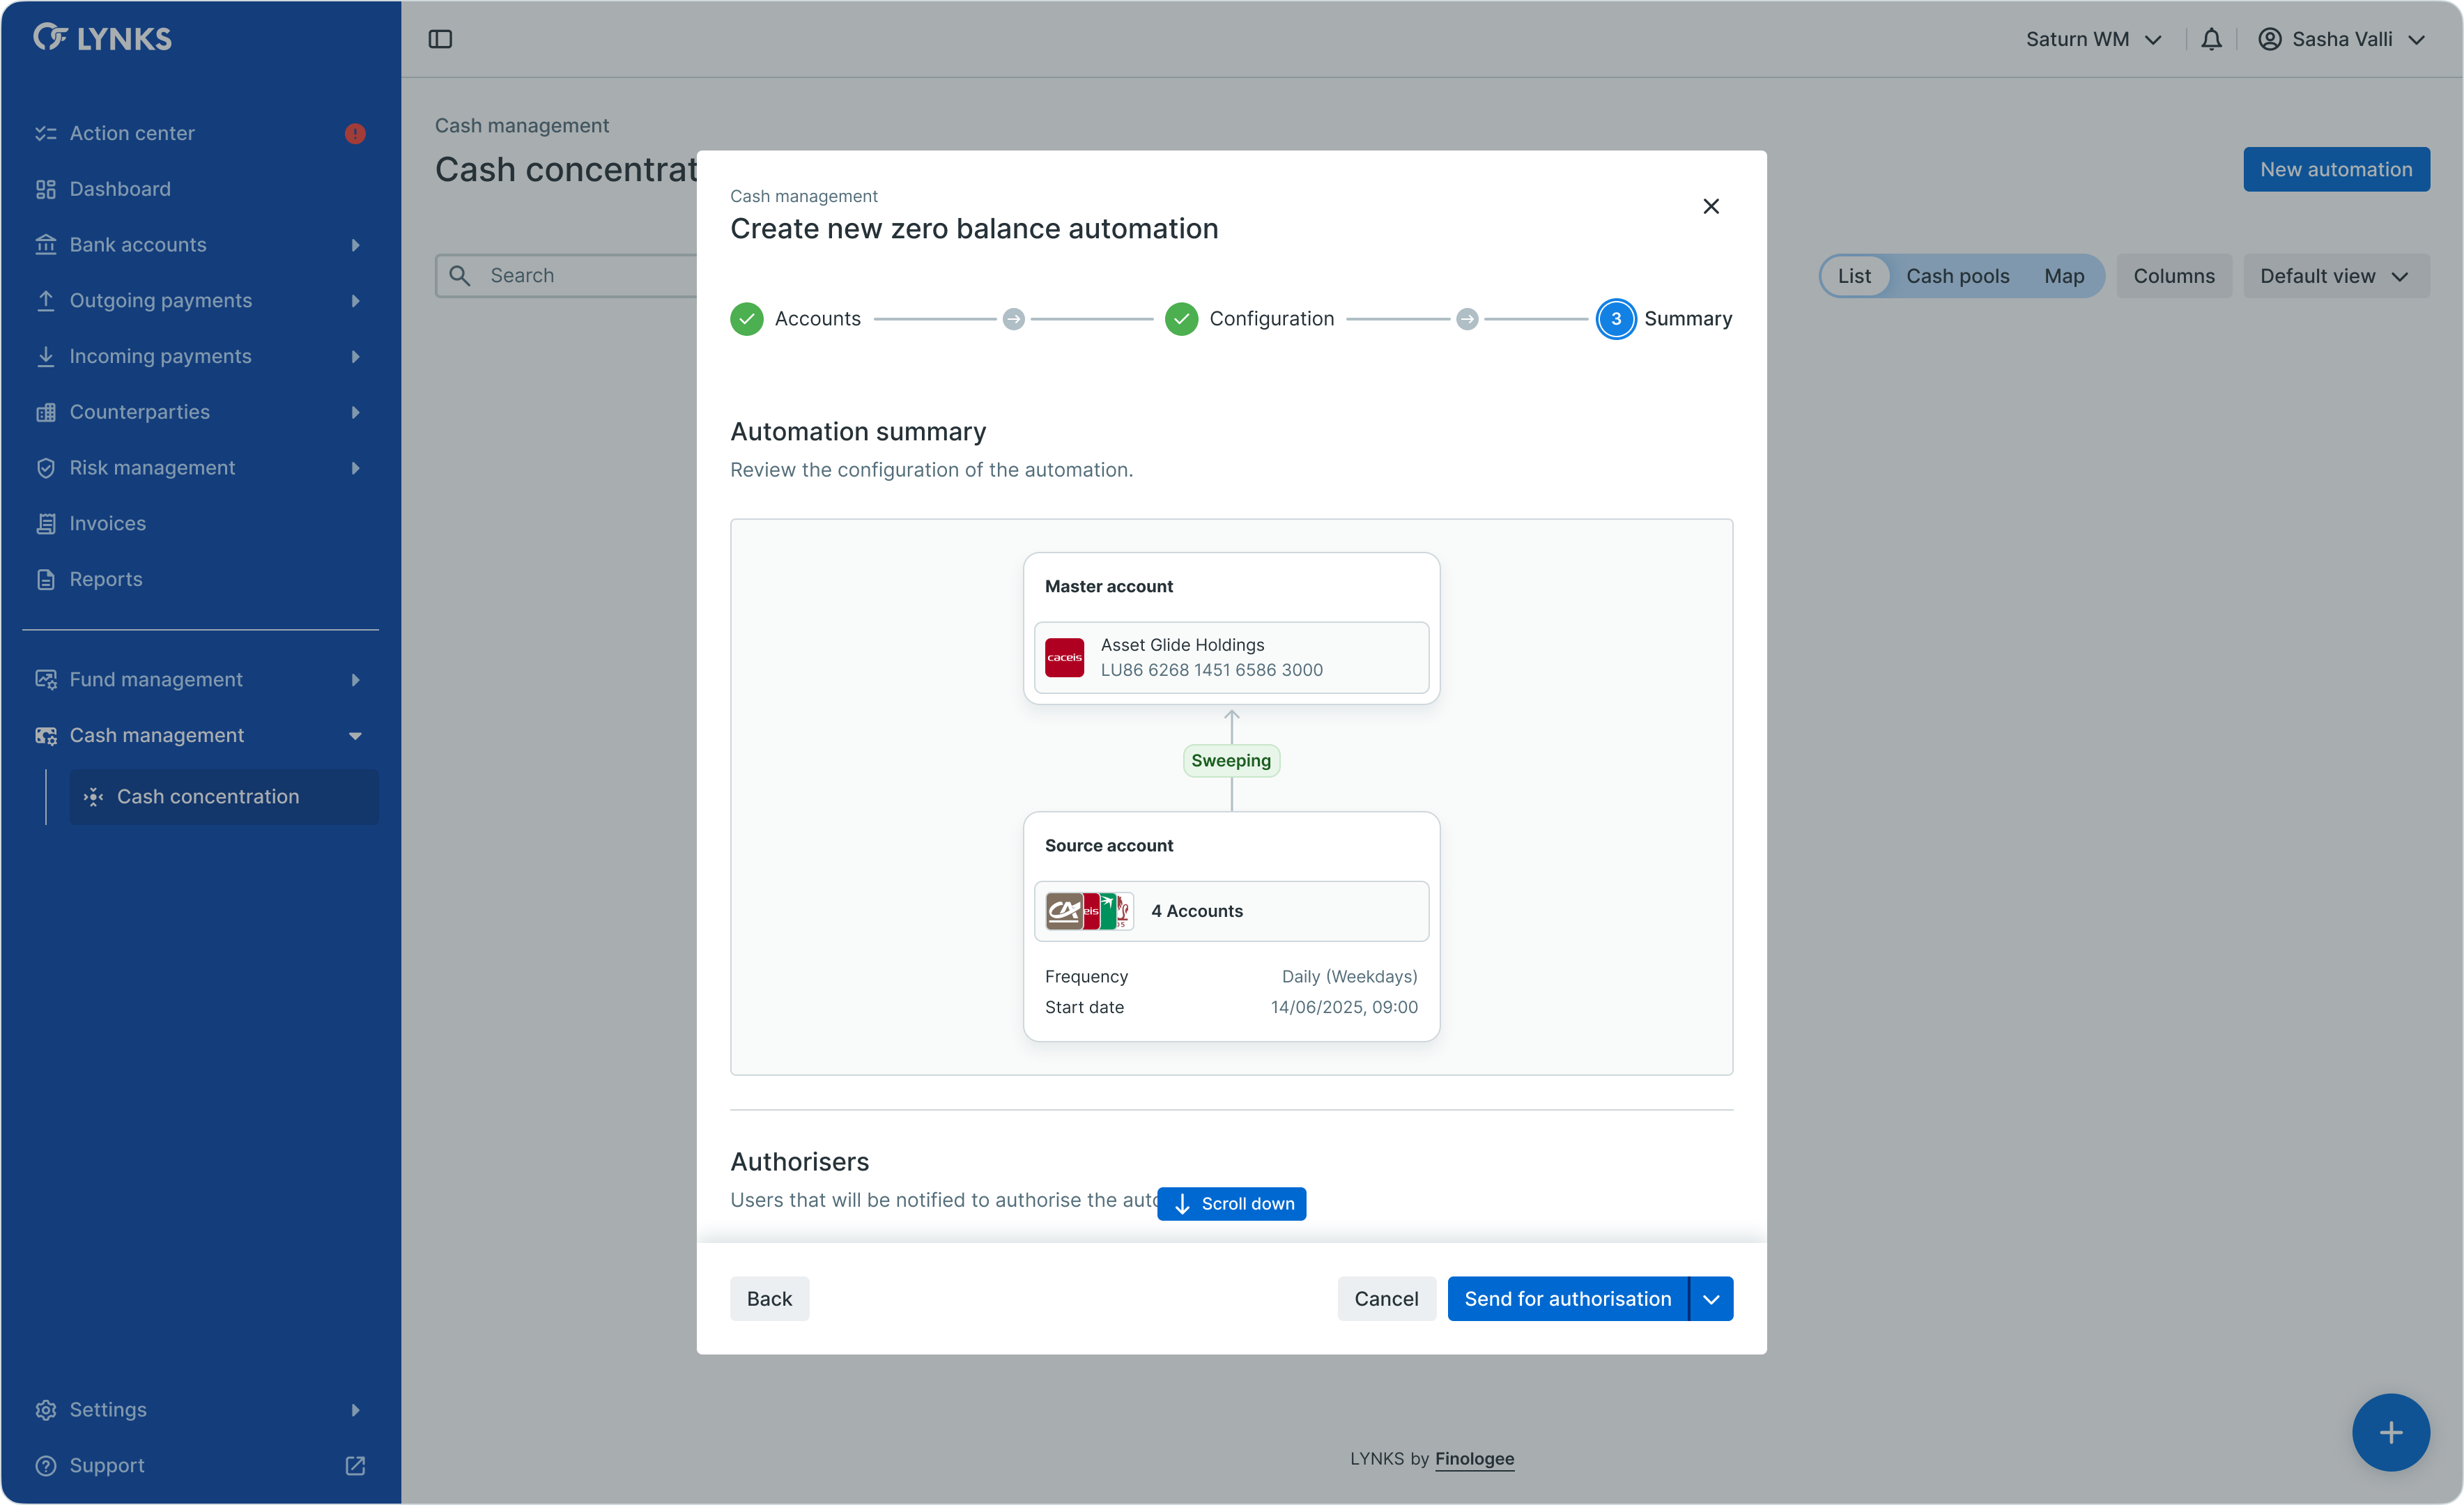 LYNKS
Saturn WM
Sasha Valli
Action center
Dashboard
Bank accounts
Outgoing payments
Incoming payments
Counterparties
Risk management
Invoices
Reports
Fund management
Cash management
Cash concentration
Settings
Support
Cash management
Cash concentrat
New automation
Search
List
Cash pools
Map
Columns
Default view
Cash management
Create new zero balance automation
Accounts
Configuration
3
Summary
Automation summary
Review the configuration of the automation.
Master account
caceis
Asset Glide Holdings
LU86 6268 1451 6586 3000
Sweeping
Source account
CA
eis
4 Accounts
Frequency
Daily (Weekdays)
Start date
14/06/2025, 09:00
Authorisers
Users that will be notified to authorise the auto
Scroll down
Back
Cancel
Send for authorisation
LYNKS by Finologee